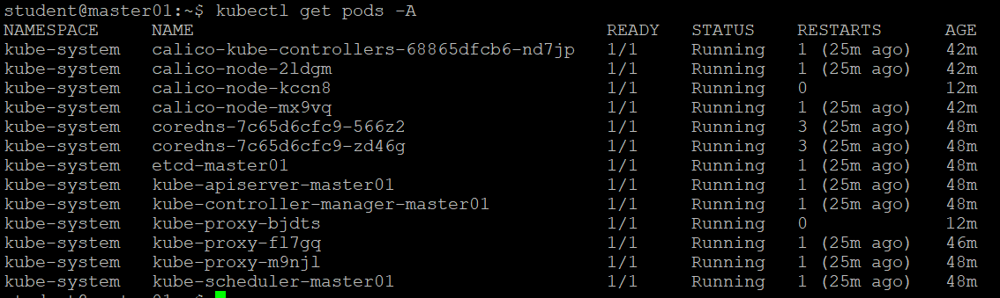 student@master01:~$ kubectl get pods -A
NAMESPACE NAME READY STATUS RESTARTS AGE
kube-system calico-kube-controllers-68865dfcb6-nd7jp 1/1 Running 1 (25m ago) 42m
kube-system calico-node-2ldgm 1/1 Running 1 (25m ago) 42m
kube-system calico-node-kccn8 1/1 Running 0 12m
kube-system calico-node-mx9vq 1/1 Running 1 (25m ago) 42m
kube-system coredns-7c65d6cfc9-566z2 1/1 Running 3 (25m ago) 48m
kube-system coredns-7c65d6cfc9-zd46g 1/1 Running 3 (25m ago) 48m
kube-system etcd-master01 1/1 Running 1 (25m ago) 48m
kube-system kube-apiserver-master01 1/1 Running 1 (25m ago) 48m
kube-system kube-controller-manager-master01 1/1 Running 1 (25m ago) 48m
kube-system kube-proxy-bjdts 1/1 Running 0 12m
kube-system kube-proxy-fl7gq 1/1 Running 1 (25m ago) 46m
kube-system kube-proxy-m9njl 1/1 Running 1 (25m ago) 48m
kube-system kube-scheduler-master01 1/1 Running 1 (25m ago) 48m